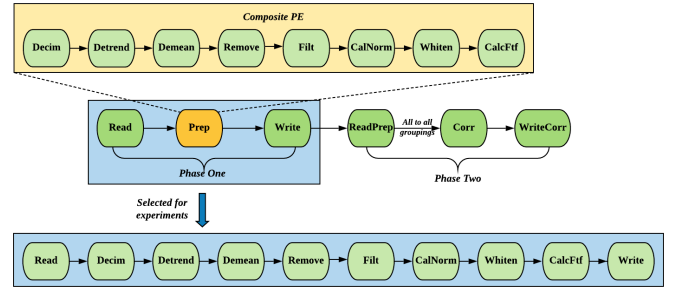 Composite PE
Decim Detrend Demean Remove Filt CalNorm Whiten CalcFtf
Read Prep Write ReadPrep All to all groupings Corr WriteCorr
Phase One
Phase Two
Selected for
experiments
Read Decim Detrend Demean Remove Filt CalNorm Whiten CalcFtf Write